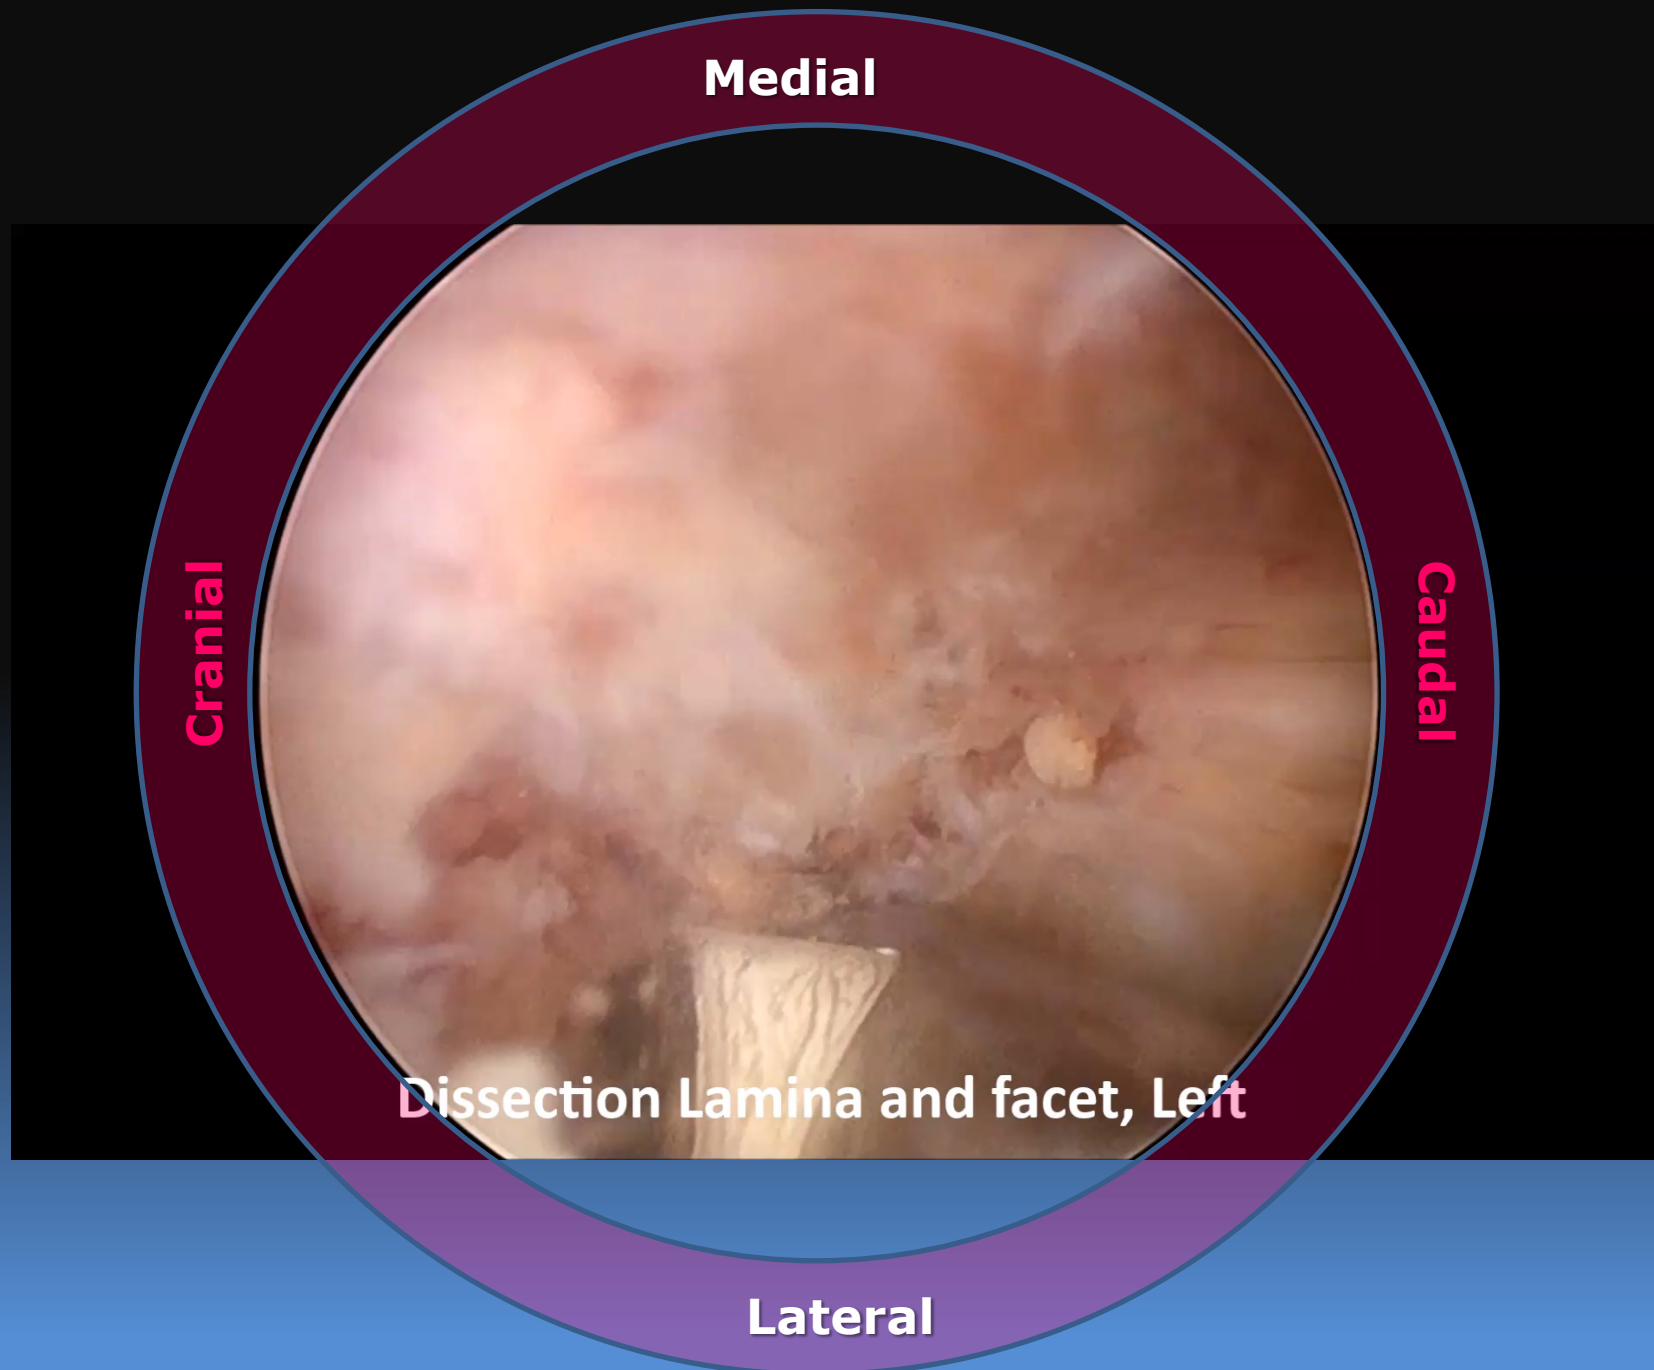 Medial
Cranial
Caudal
Dissection Lamina and facet, Left
Lateral